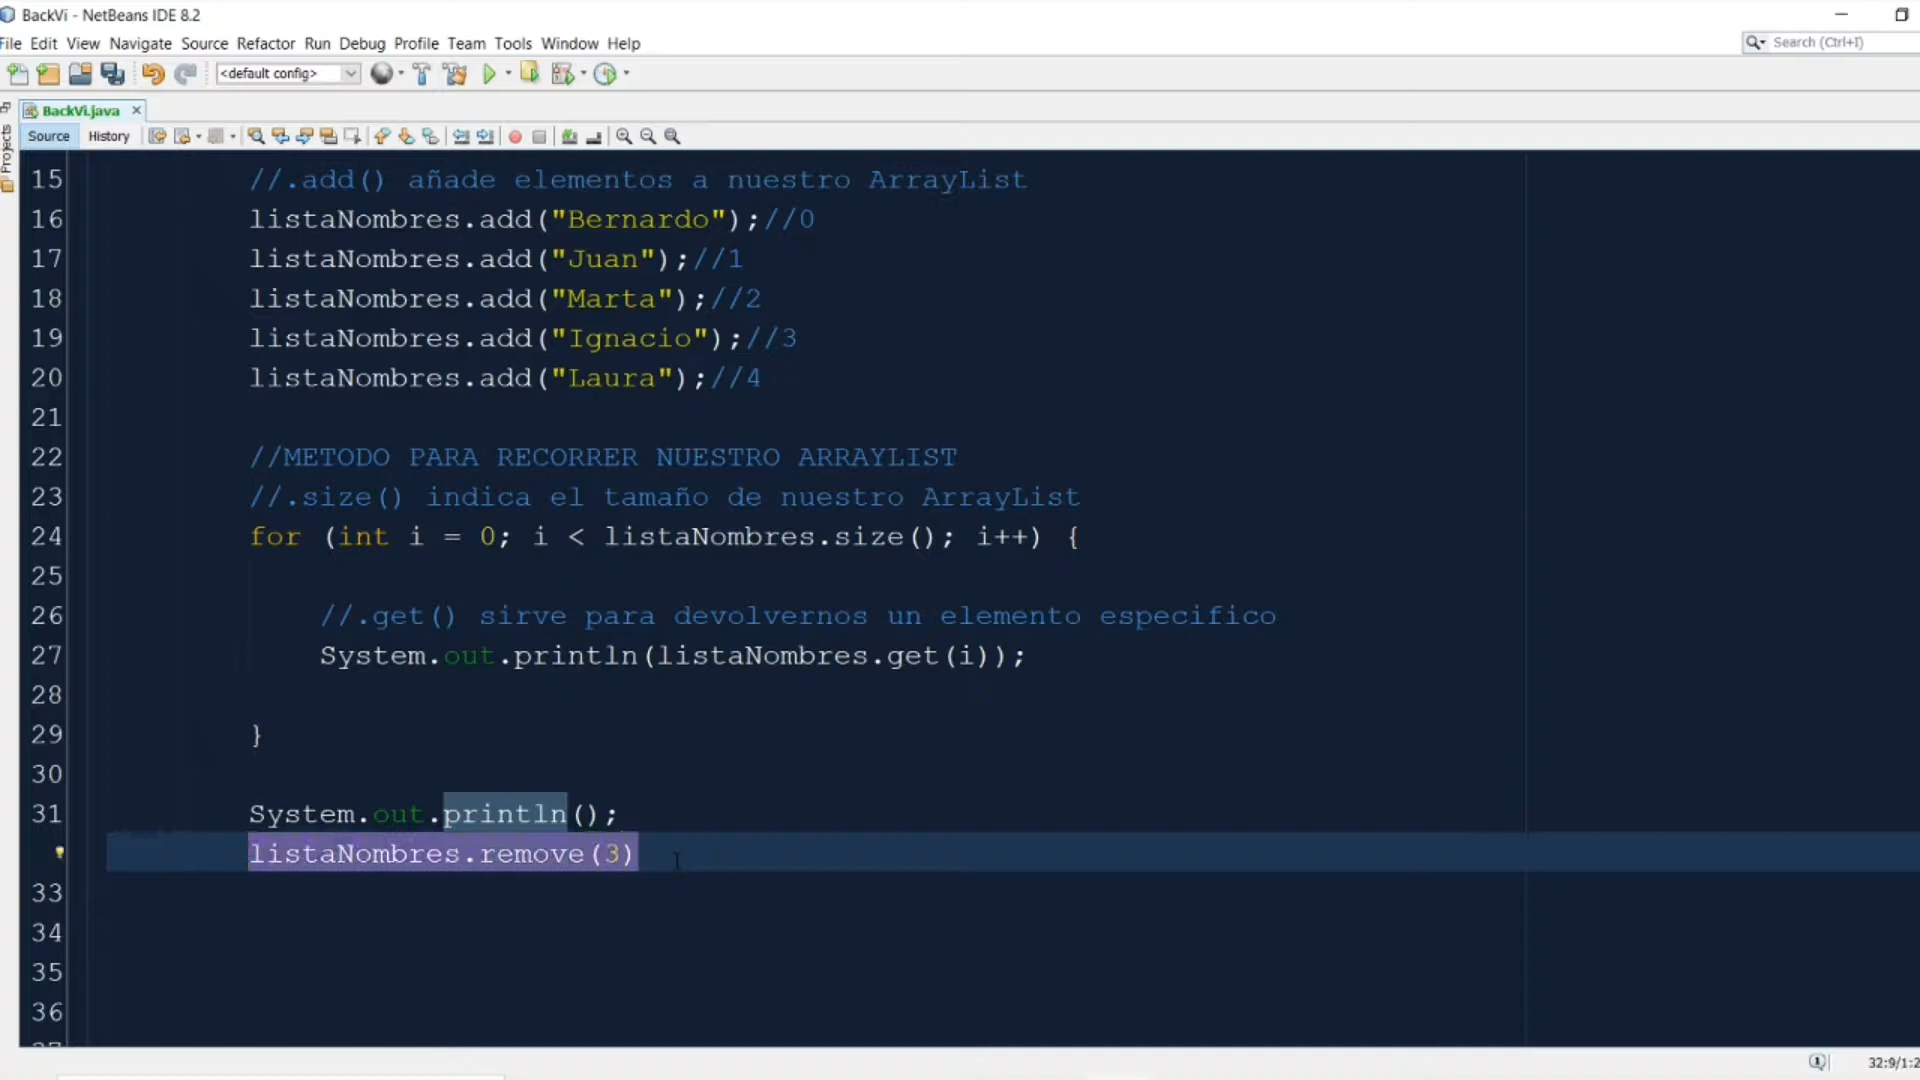 BackVi - NetBeans IDE 8.2
File Edit View Navigate Source Refactor Run Debug Profile Team Tools Window Help
Search (Ctrl+I)
<default config>
BackVi.java
Source History
Projects
15 //.add() añade elementos a nuestro ArrayList
16 listaNombres.add("Bernardo");//0
17 listaNombres.add("Juan");//1
18 listaNombres.add("Marta");//2
19 listaNombres.add("Ignacio");//3
20 listaNombres.add("Laura");//4
21
22 //METODO PARA RECORRER NUESTRO ARRAYLIST
23 //.size() indica el tamaño de nuestro ArrayList
24 for (int i = 0; i < listaNombres.size(); i++) {
25
26 //.get() sirve para devolvernos un elemento especifico
27 System.out.println(listaNombres.get(i));
28
29 }
30
31 System.out.println();
listaNombres.remove(3)
33
34
35
36
32:9/1:2